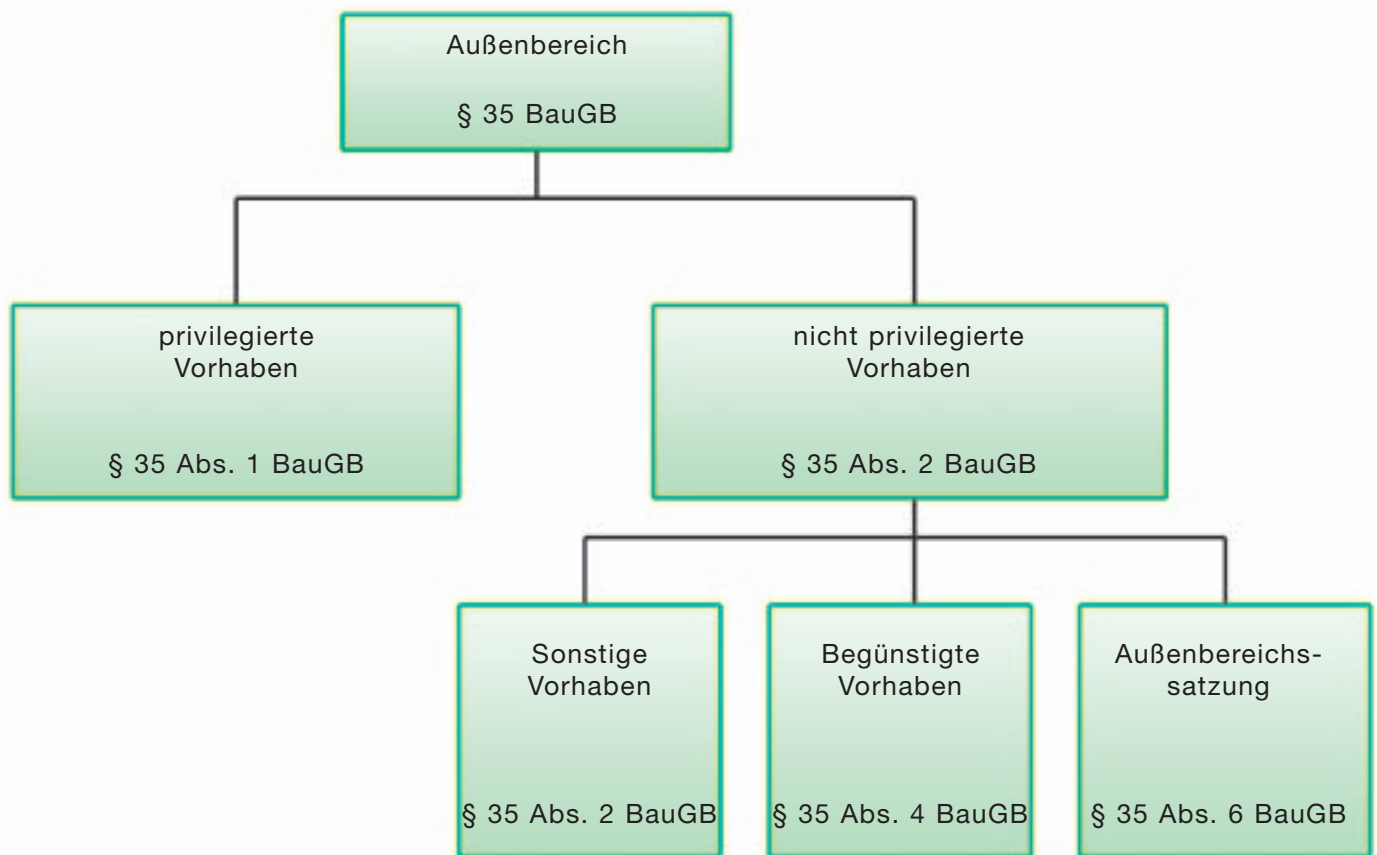 Außenbereich
§ 35 BauGB
privilegierte
Vorhaben
§ 35 Abs. 1 BauGB
nicht privilegierte
Vorhaben
§ 35 Abs. 2 BauGB
Sonstige
Vorhaben
§ 35 Abs. 2 BauGB
Begünstigte
Vorhaben
§ 35 Abs. 4 BauGB
Außenbereichs-
satzung
§ 35 Abs. 6 BauGB